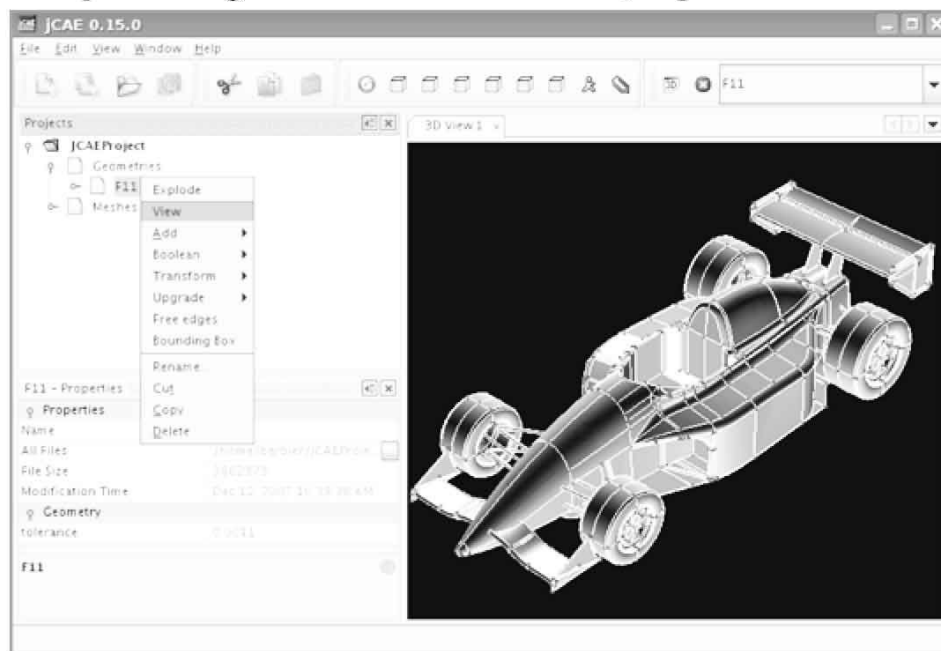 jCAE 0.15.0
File Edit View Window Help
F11
Projects
3D View 1
JCAEProject
Geometries
F11
Meshes
Explode
View
Add
Boolean
Transform
Upgrade
Free edges
Bounding Box
Rename...
Cut
Copy
Delete
F11 - Properties
Properties
Name
All Files
File Size
Modification Time
Geometry
tolerance
F11